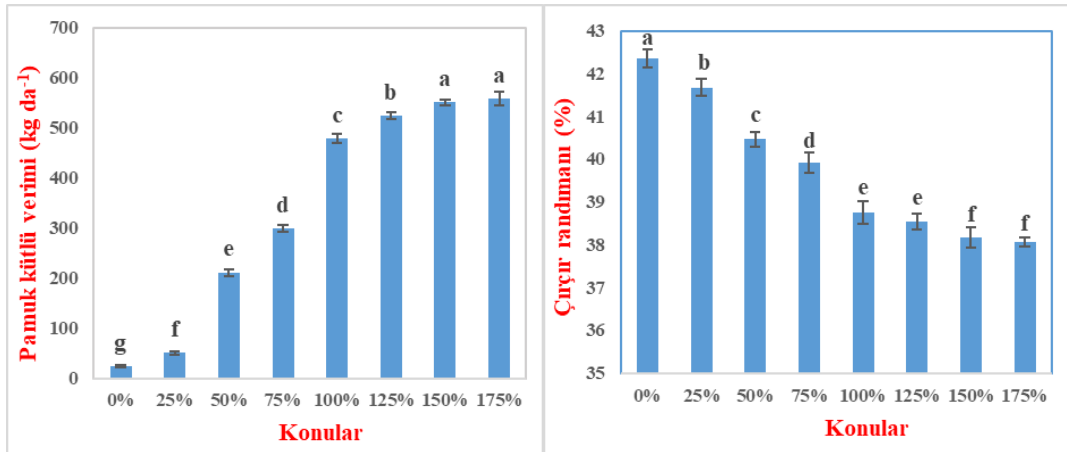 Pamuk kütlü verimi (kg da⁻¹)
700
600
500
400
300
200
100
0
g
f
e
d
c
b
a
a
0% 25% 50% 75% 100% 125% 150% 175%
Konular
Çırçır randımanı (%)
43
42
41
40
39
38
37
36
35
a
b
c
d
e
e
f
f
0% 25% 50% 75% 100% 125% 150% 175%
Konular